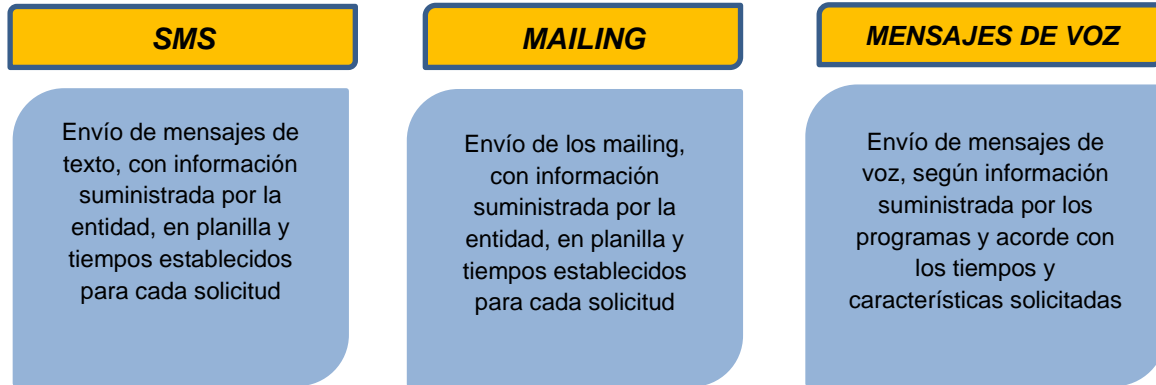 SMS
Envío de mensajes de
texto, con información
suministrada por la
entidad, en planilla y
tiempos establecidos
para cada solicitud
MAILING
Envío de los mailing,
con información
suministrada por la
entidad, en planilla y
tiempos establecidos
para cada solicitud
MENSAJES DE VOZ
Envío de mensajes de
voz, según información
suministrada por los
programas y acorde con
los tiempos y
características solicitadas